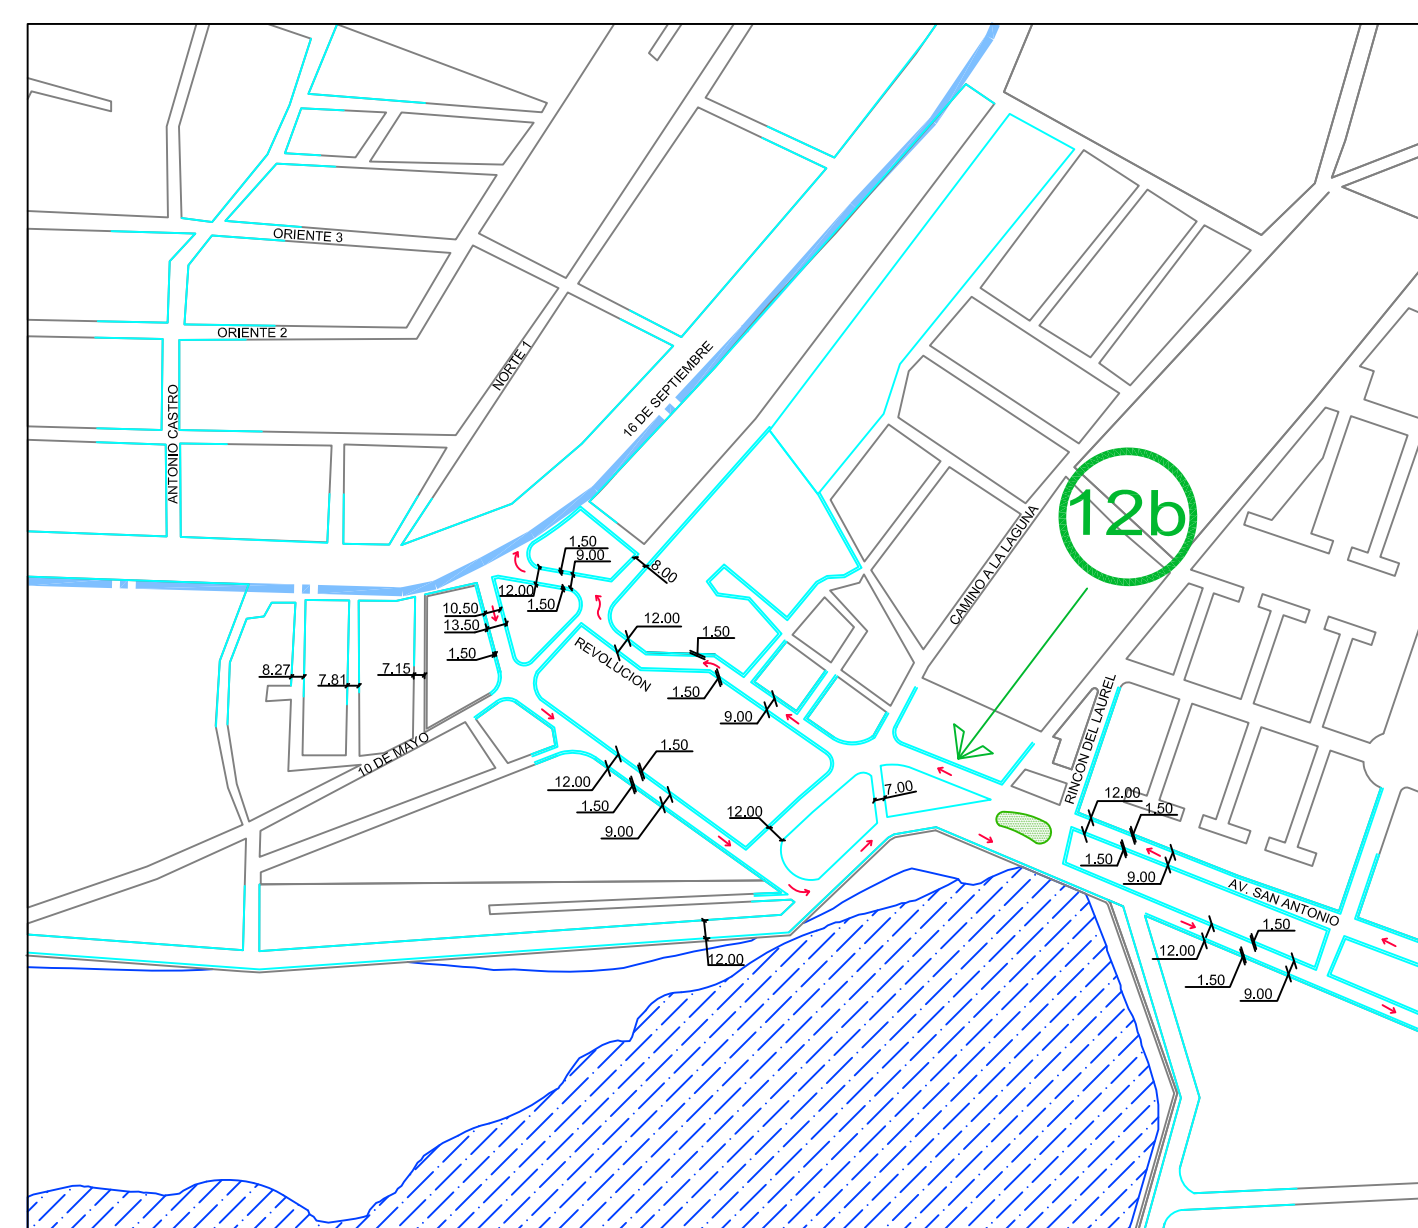 ORIENTE 3
ORIENTE 2
NORTE 1
16 DE SEPTIEMBRE
ANTONIO CASTRO
12b
CAMINO A LA LAGUNA
1.50
9.00
8.00
12.00
1.50
10.50
13.50
1.50
12.00
1.50
REVOLUCION
8.27
7.81
7.15
1.50
9.00
RINCON DEL LAUREL
10 DE MAYO
1.50
12.00
1.50
9.00
12.00
7.00
12.00
1.50
1.50
9.00
AV. SAN ANTONIO
1.50
12.00
12.00
1.50
9.00